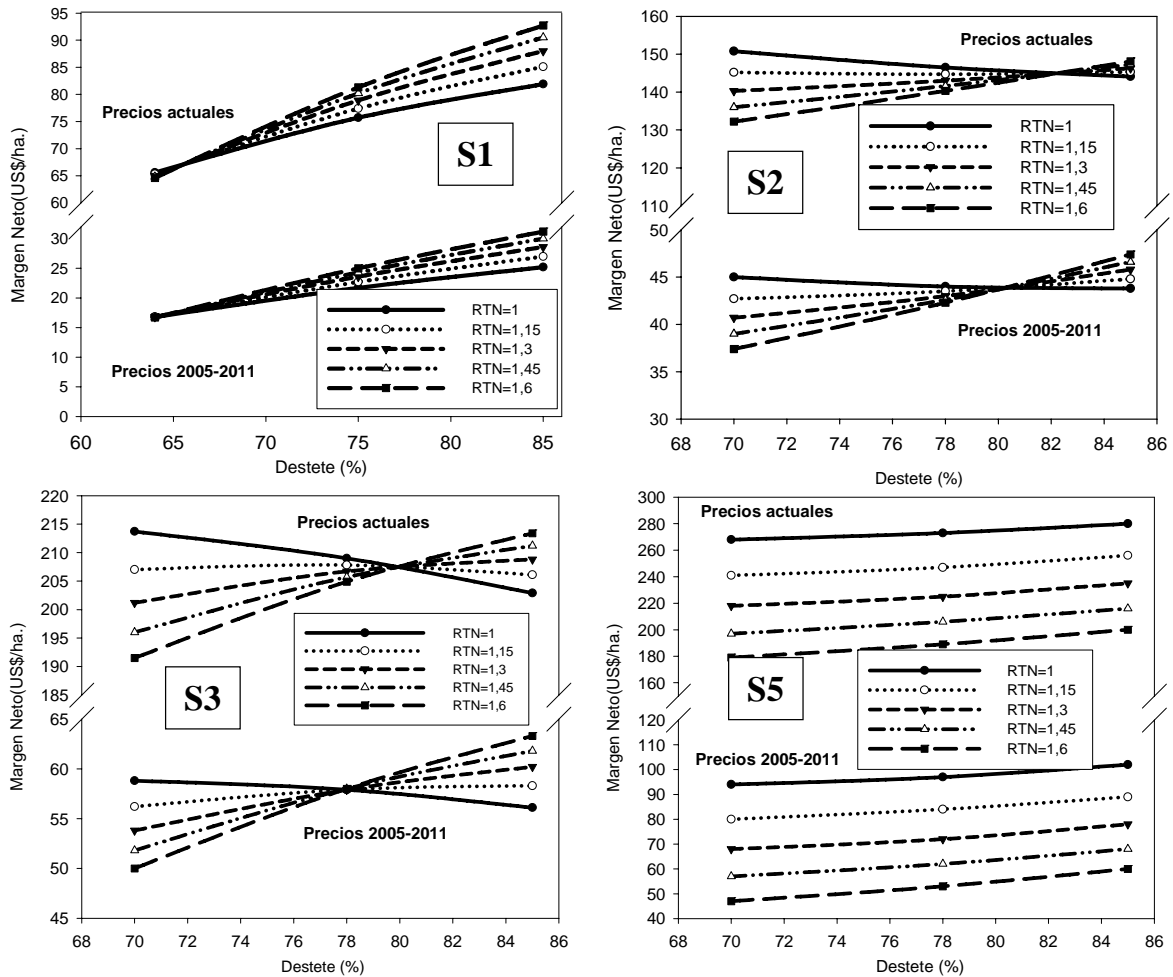 Margen Neto(US$/ha.)
95
90
85
80
75
70
65
60
30
25
20
15
10
5
0
Precios actuales
S1
Precios 2005-2011
RTN=1
RTN=1,15
RTN=1,3
RTN=1,45
RTN=1,6
60 65 70 75 80 85
Destete (%)
Margen Neto(US$/ha.)
160
150
140
130
120
110
50
45
40
35
30
Precios actuales
S2
RTN=1
RTN=1,15
RTN=1,3
RTN=1,45
RTN=1,6
Precios 2005-2011
68 70 72 74 76 78 80 82 84 86
Destete (%)
Margen Neto(US$/ha.)
220
215
210
205
200
195
190
185
65
60
55
50
45
Precios actuales
S3
RTN=1
RTN=1,15
RTN=1,3
RTN=1,45
RTN=1,6
Precios 2005-2011
68 70 72 74 76 78 80 82 84 86
Destete (%)
Margen Neto(US$/ha.)
300
280
260
240
220
200
180
160
140
120
100
80
60
40
Precios actuales
S5
RTN=1
RTN=1,15
RTN=1,3
RTN=1,45
RTN=1,6
Precios 2005-2011
68 70 72 74 76 78 80 82 84 86
Destete (%)